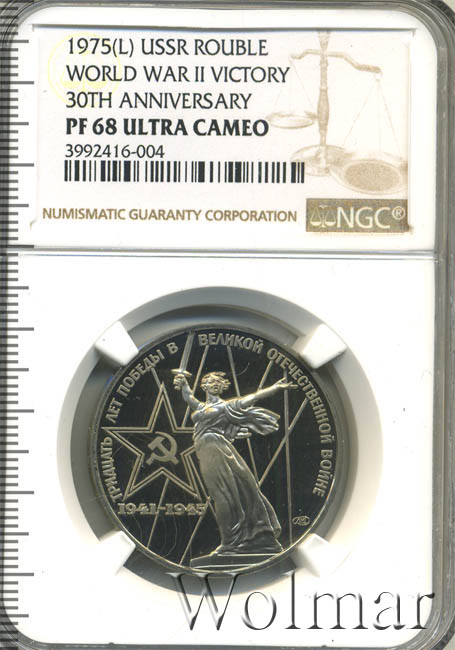 1975(L) USSR ROUBLE
WORLD WAR II VICTORY
30TH ANNIVERSARY
PF 68 ULTRA CAMEO
3992416-004
NUMISMATIC GUARANTY CORPORATION
NGC®
ТРИДЦАТЬ ЛЕТ ПОБЕДЫ В ВЕЛИКОЙ ОТЕЧЕСТВЕННОЙ ВОЙНЕ
1941-1945
Wolmar